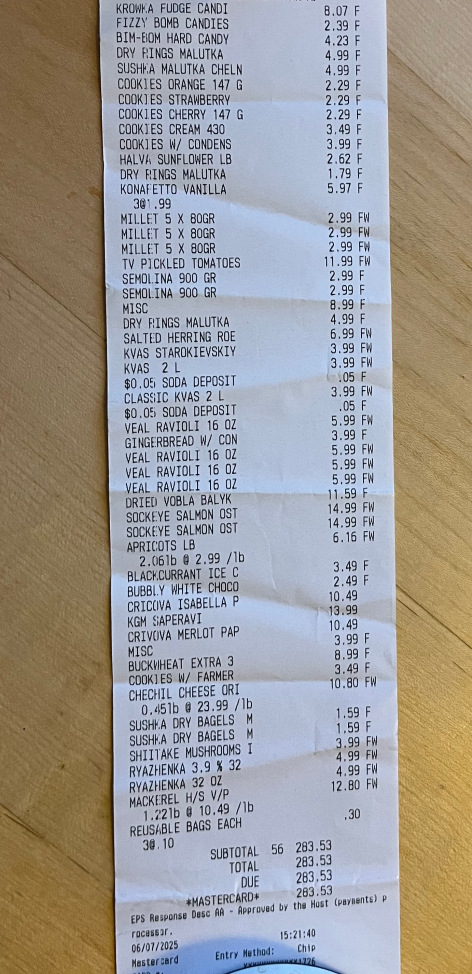 KROWKA FUDGE CANDI 8.07 F
FIZZY BOMB CANDIES 2.39 F
BIM-BOM HARD CANDY 4.23 F
DRY RINGS MALUTKA 4.99 F
SUSHKA MALUTKA CHELN 4.99 F
COOKIES ORANGE 147 G 2.29 F
COOKIES STRAWBERRY 2.29 F
COOKIES CHERRY 147 G 2.29 F
COOKIES CREAM 430 3.49 F
COOKIES W/ CONDENS 3.99 F
HALVA SUNFLOWER LB 2.62 F
DRY RINGS MALUTKA 1.79 F
KONAFETTO VANILLA 5.97 F
3@1.99
MILLET 5 X 80GR 2.99 FW
MILLET 5 X 80GR 2.99 FW
MILLET 5 X 80GR 2.99 FW
TV PICKLED TOMATOES 11.99 FW
SEMOLINA 900 GR 2.99 F
SEMOLINA 900 GR 2.99 F
MISC 8.99 F
DRY RINGS MALUTKA 4.99 F
SALTED HERRING ROE 6.99 FW
KVAS STAROKIEVSKIY 3.99 FW
KVAS 2 L 3.99 FW
$0.05 SODA DEPOSIT .05 F
CLASSIC KVAS 2 L 3.99 FW
$0.05 SODA DEPOSIT .05 F
VEAL RAVIOLI 16 OZ 5.99 FW
GINGERBREAD W/ CON 3.99 F
VEAL RAVIOLI 16 OZ 5.99 FW
VEAL RAVIOLI 16 OZ 5.99 FW
VEAL RAVIOLI 16 OZ 5.99 FW
DRIED VOBLA BALYK 11.59 F
SOCKEYE SALMON OST 14.99 FW
SOCKEYE SALMON OST 14.99 FW
APRICOTS LB 6.16 FW
2.06lb @ 2.99 /lb
BLACKCURRANT ICE C 3.49 F
BUBBLY WHITE CHOCO 2.49 F
CRICOVA ISABELLA P 10.49
KGM SAPERAVI 13.99
CRIVOVA MERLOT PAP 10.49
MISC 3.99 F
BUCKWHEAT EXTRA 3 8.99 F
COOKIES W/ FARMER 3.49 F
CHECHIL CHEESE ORI 10.80 FW
0.45lb @ 23.99 /lb
SUSHKA DRY BAGELS M 1.59 F
SUSHKA DRY BAGELS M 1.59 F
SHIITAKE MUSHROOMS I 3.99 FW
RYAZHENKA 3.9 % 32 4.99 FW
RYAZHENKA 32 OZ 4.99 FW
MACKEREL H/S V/P 12.80 FW
1.22lb @ 10.49 /lb
REUSABLE BAGS EACH .30
3@.10
SUBTOTAL 56 283.53
TOTAL 283.53
DUE 283.53
*MASTERCARD* 283.53
EPS Response Desc AA - Approved by the Host (payments) p
rocessor.
06/07/2025 15:21:40
Mastercard Entry Method: Chip